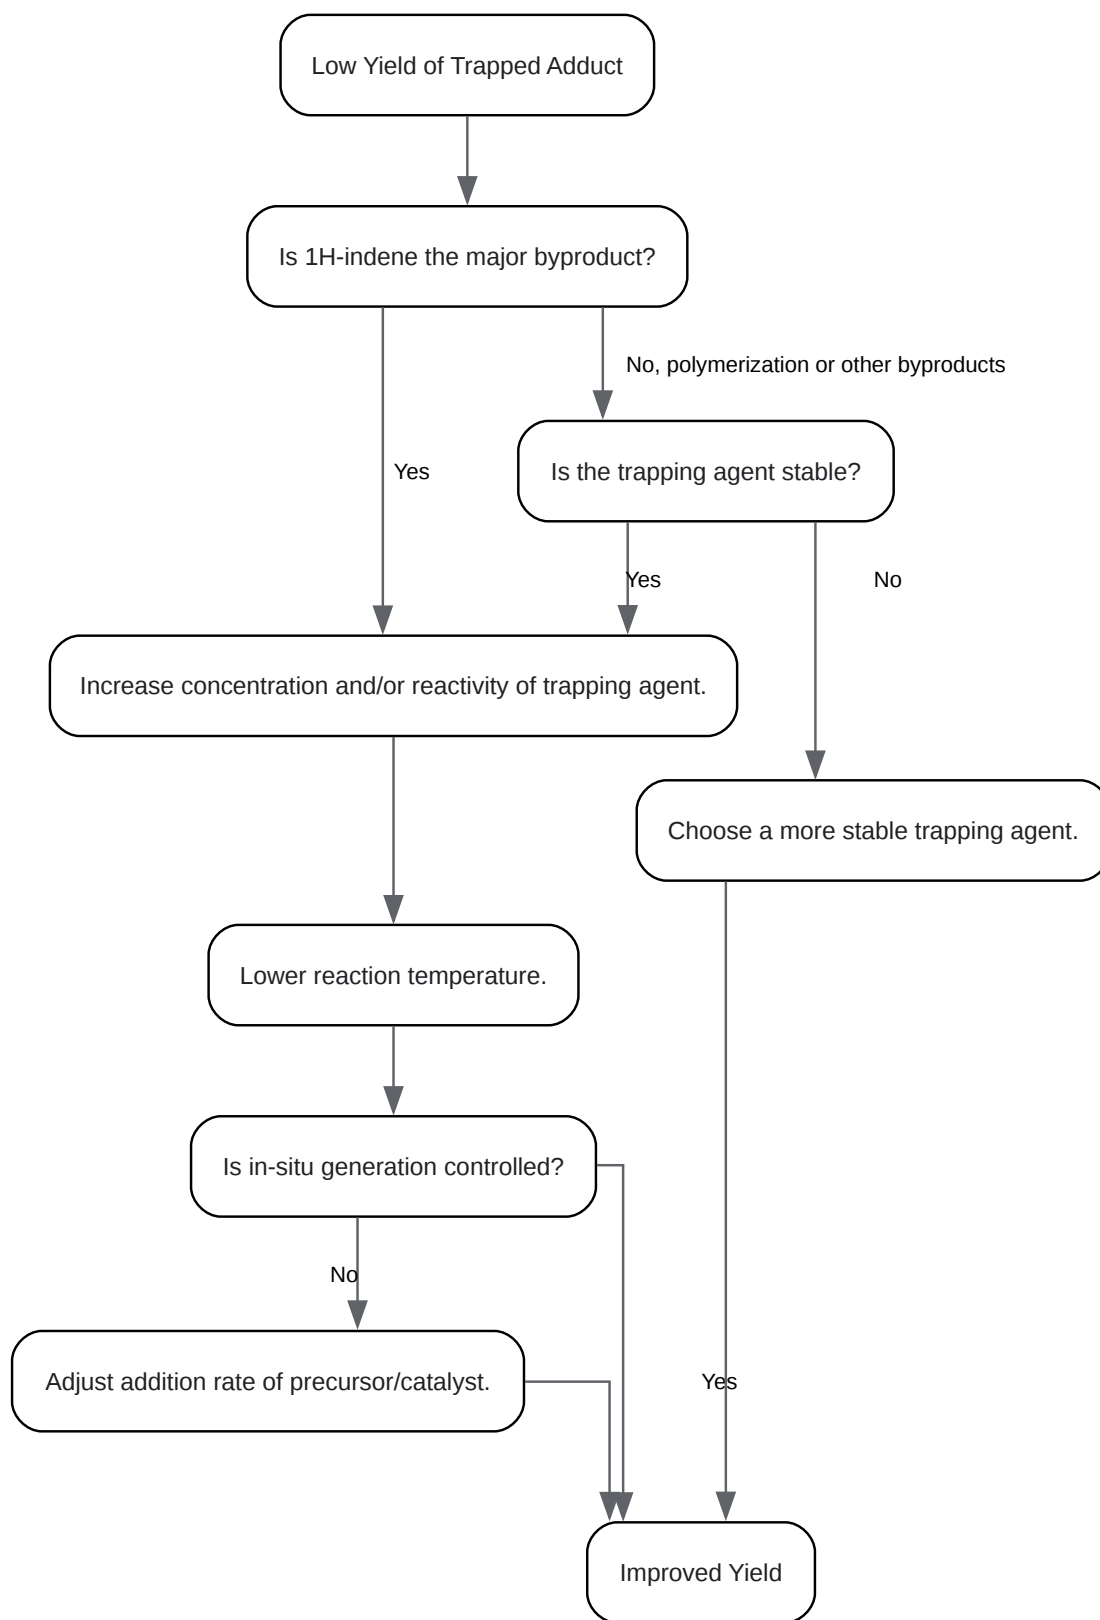 Low Yield of Trapped Adduct
Is 1H-indene the major byproduct?
No, polymerization or other byproducts
Yes
Is the trapping agent stable?
Yes
No
Increase concentration and/or reactivity of trapping agent.
Choose a more stable trapping agent.
Lower reaction temperature.
Is in-situ generation controlled?
No
Adjust addition rate of precursor/catalyst.
Yes
Improved Yield